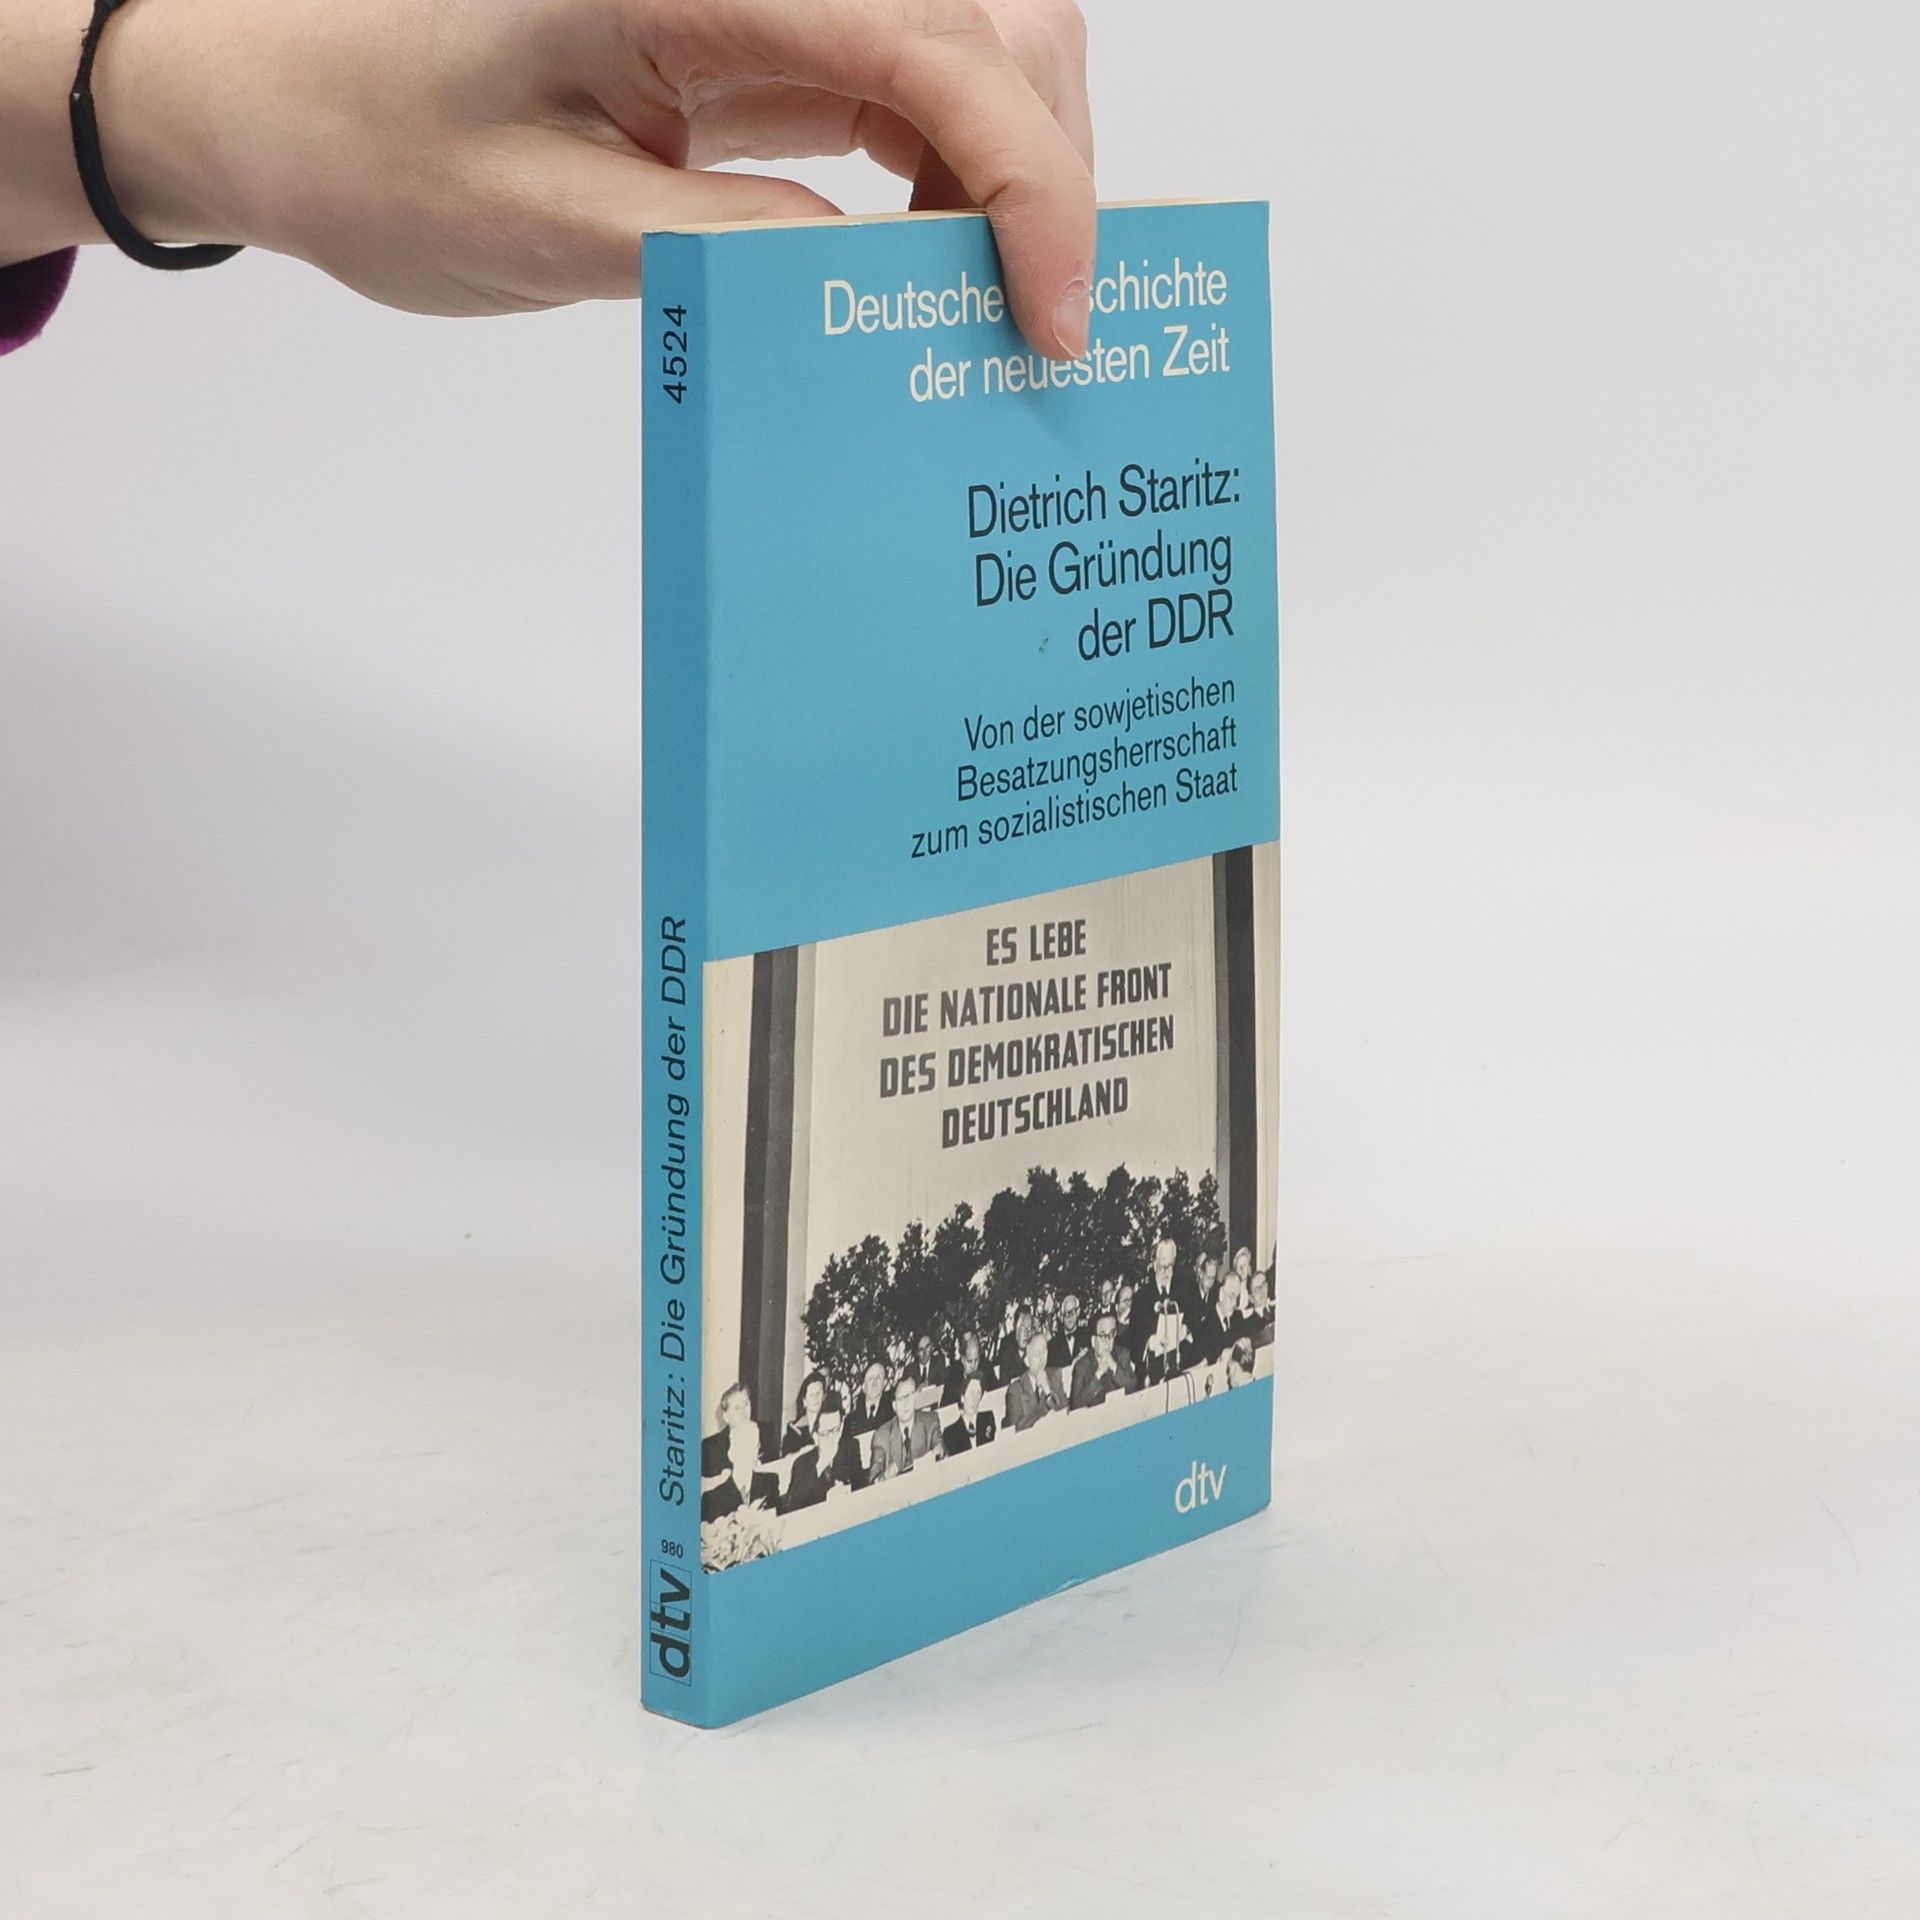 4524
Staritz: Die Gründung der DDR
980
dtv
Deutsche schichte
der neuesten Zeit
Dietrich Staritz:
Die Gründung
der DDR
Von der sowjetischen
Besatzungsherrschaft
zum sozialistischen Staat
ES LEBE
DIE NATIONALE FRONT
DES DEMOKRATISCHEN
DEUTSCHLAND
dtv